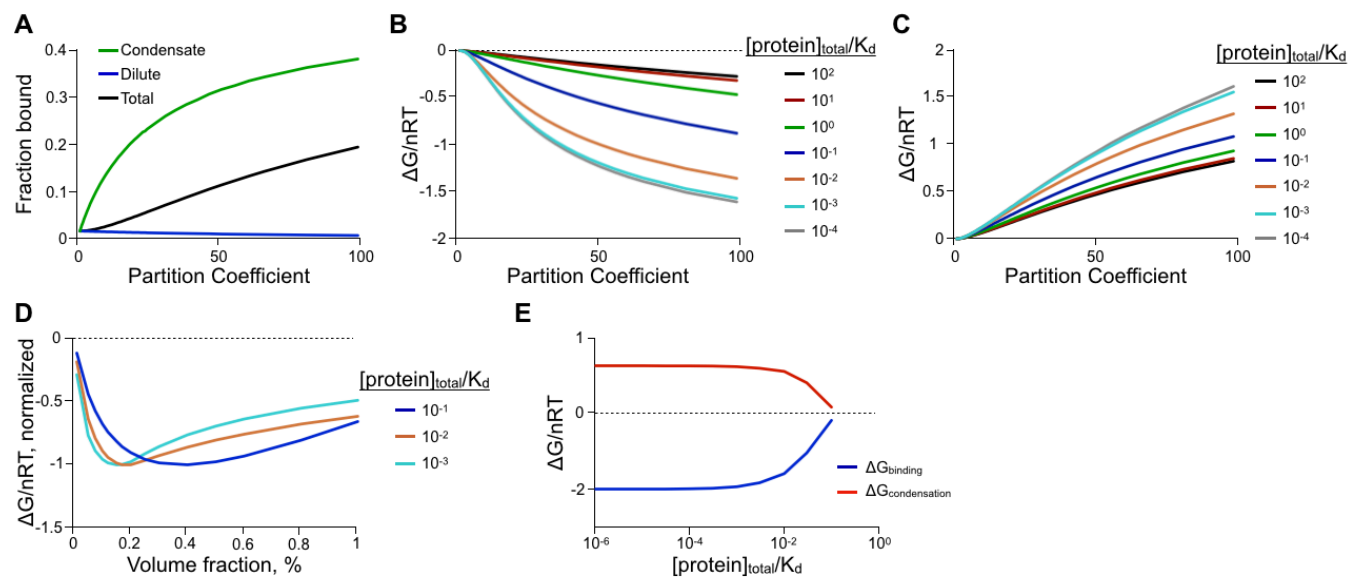 A
Fraction bound
0.4
0.3
0.2
0.1
0
Condensate
Dilute
Total
0
50
100
Partition Coefficient
B
ΔG/nRT
0
-0.5
-1
-1.5
-2
0
50
100
Partition Coefficient
[protein]total/Kd
10²
10¹
10⁰
10⁻¹
10⁻²
10⁻³
10⁻⁴
C
ΔG/nRT
2
1.5
1
0.5
0
0
50
100
Partition Coefficient
[protein]total/Kd
10²
10¹
10⁰
10⁻¹
10⁻²
10⁻³
10⁻⁴
D
ΔG/nRT, normalized
0
-0.5
-1
-1.5
0
0.2
0.4
0.6
0.8
1
Volume fraction, %
[protein]total/Kd
10⁻¹
10⁻²
10⁻³
E
ΔG/nRT
1
0
-2
10⁻⁶
10⁻⁴
10⁻²
10⁰
[protein]total/Kd
ΔGbinding
ΔGcondensation